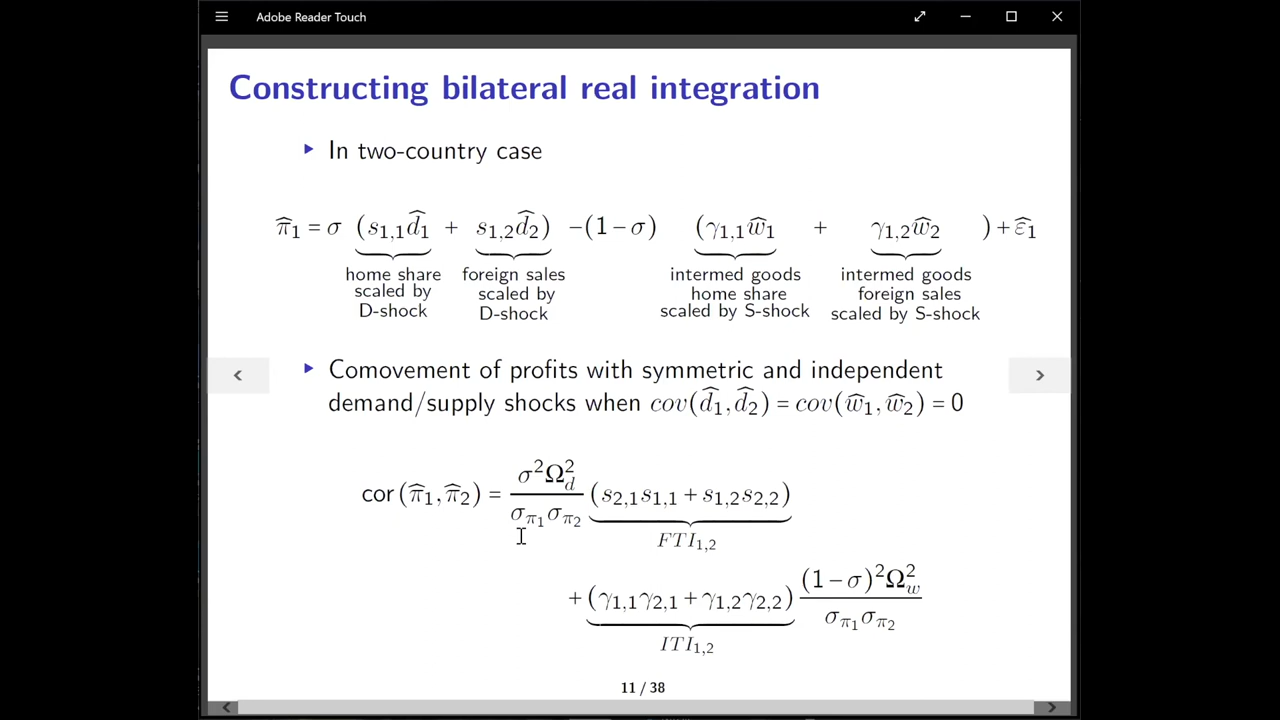 Adobe Reader Touch
Constructing bilateral real integration
▶ In two-country case
π̂₁ = σ (s₁,₁d̂₁ + s₁,₂d̂₂) −(1−σ) (γ₁,₁ŵ₁ + γ₁,₂ŵ₂) + ε̂₁
home share foreign sales intermed goods intermed goods
scaled by scaled by home share foreign sales
D-shock D-shock scaled by S-shock scaled by S-shock
▶ Comovement of profits with symmetric and independent
demand/supply shocks when cov(d̂₁, d̂₂) = cov(ŵ₁, ŵ₂) = 0
cor (π̂₁, π̂₂) = σ²Ω²_d / σ_π₁σ_π₂ (s₂,₁s₁,₁ + s₁,₂s₂,₂)
FTI₁,₂
+ (γ₁,₁γ₂,₁ + γ₁,₂γ₂,₂) (1−σ)²Ω²_w / σ_π₁σ_π₂
ITI₁,₂
11 / 38